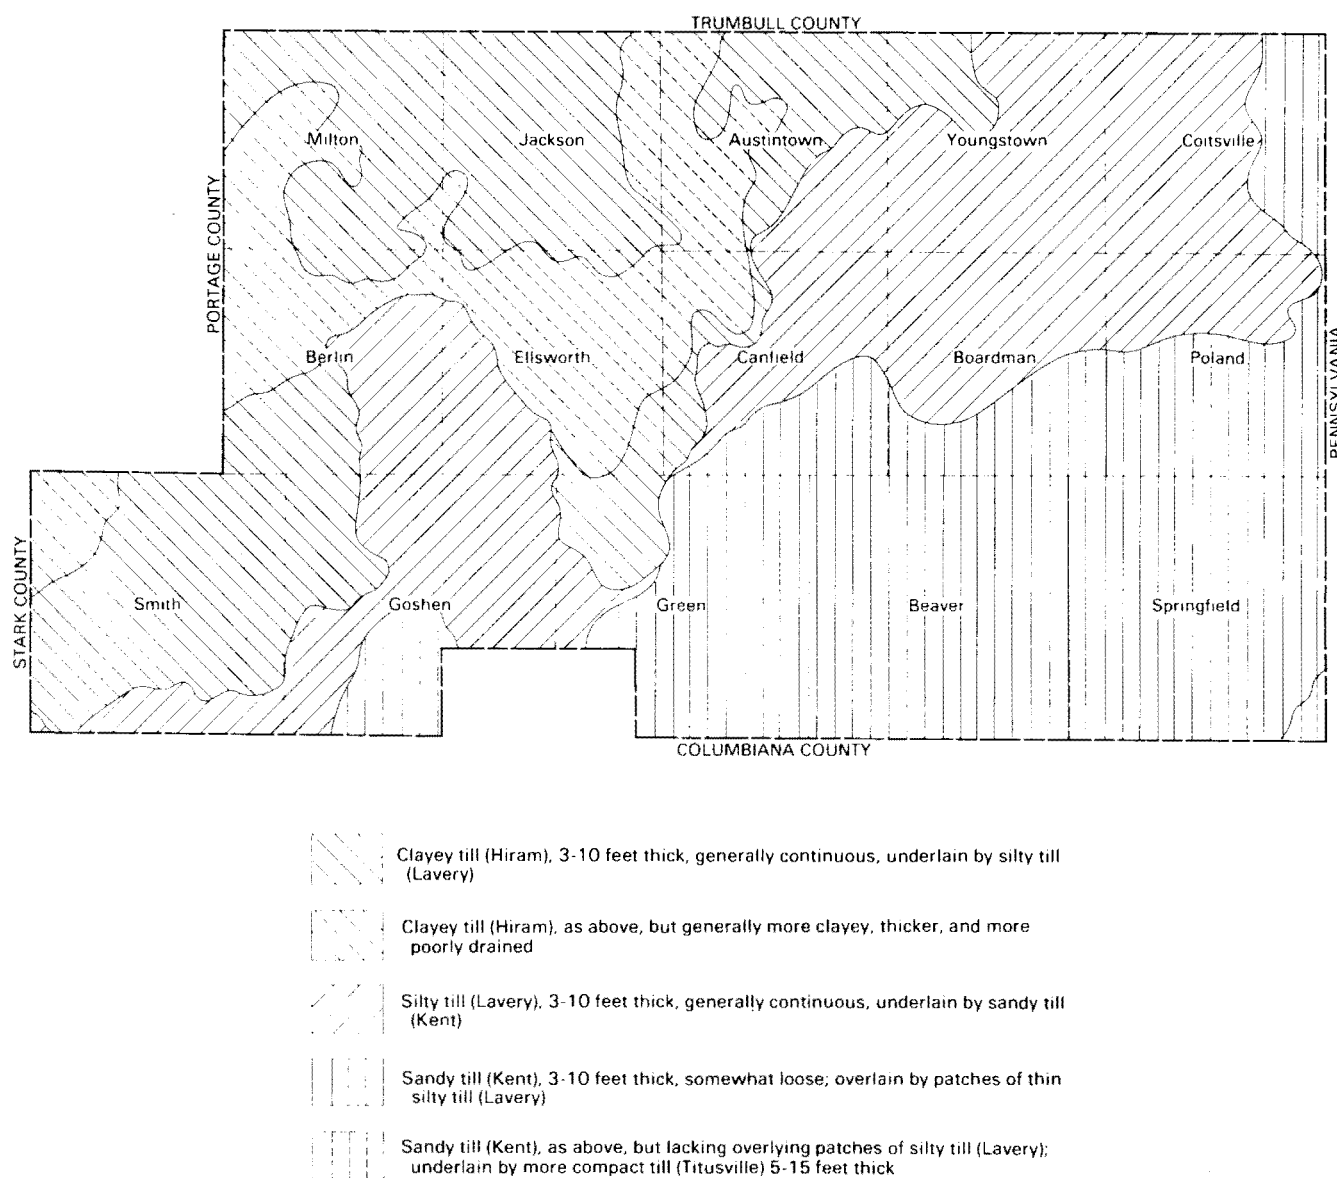 TRUMBULL COUNTY
Milton
Jackson
Austintown
Youngstown
Coitsville
PORTAGE COUNTY
Berlin
Ellsworth
Canfield
Boardman
Poland
PENNSYLVANIA
STARK COUNTY
Smith
Goshen
Green
Beaver
Springfield
COLUMBIANA COUNTY
Clayey till (Hiram), 3-10 feet thick, generally continuous, underlain by silty till
(Lavery)
Clayey till (Hiram), as above, but generally more clayey, thicker, and more
poorly drained
Silty till (Lavery), 3-10 feet thick, generally continuous, underlain by sandy till
(Kent)
Sandy till (Kent), 3-10 feet thick, somewhat loose; overlain by patches of thin
silty till (Lavery)
Sandy till (Kent), as above, but lacking overlying patches of silty till (Lavery);
underlain by more compact till (Titusville) 5-15 feet thick